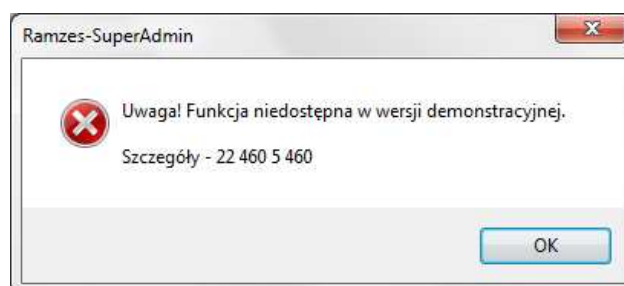 Ramzes-SuperAdmin
Uwaga! Funkcja niedostępna w wersji demonstracyjnej.
Szczegóły - 22 460 5 460
OK